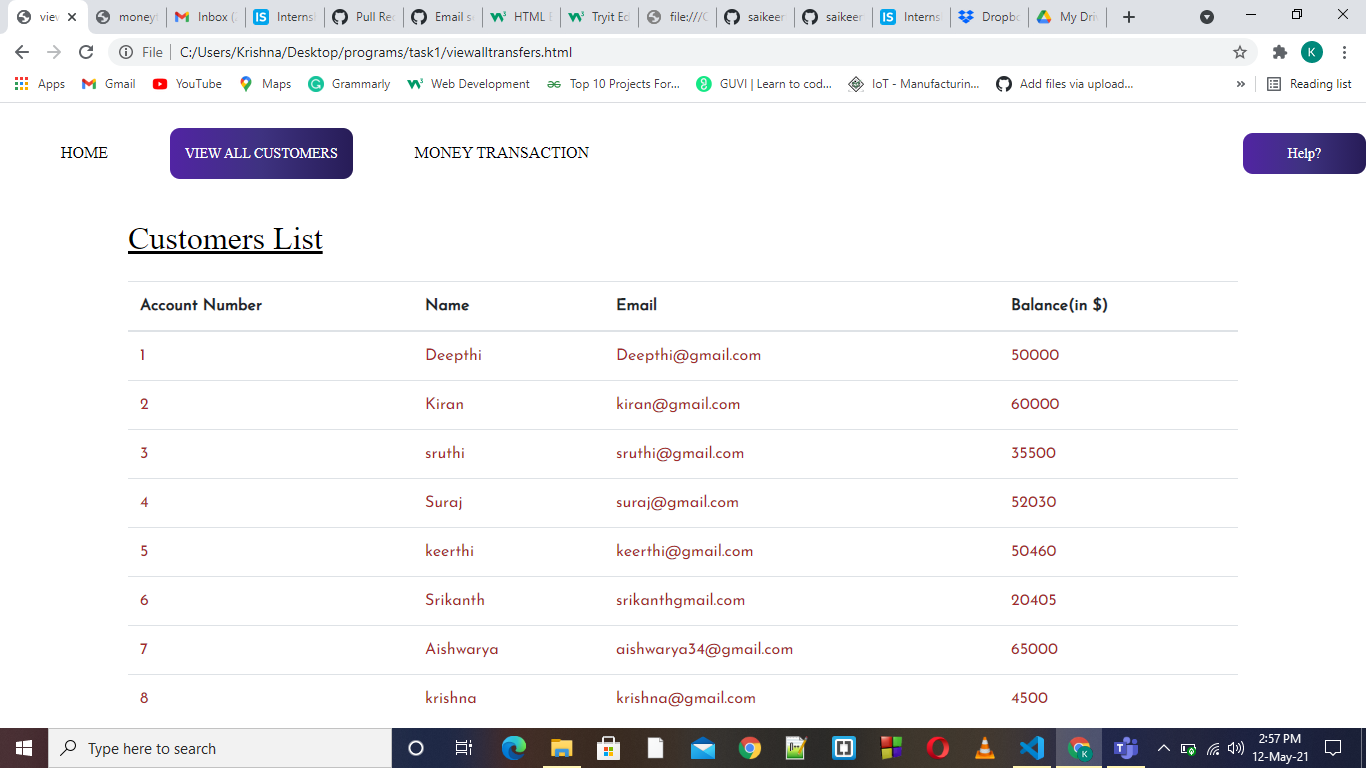 view
money
Inbox (2
Interns
Pull Rec
Email s
HTML E
Tryit Ed
file:///C
saikeer
saikeer
Interns
Dropbo
My Driv
File C:/Users/Krishna/Desktop/programs/task1/viewalltransfers.html K
Apps Gmail YouTube Maps Grammarly Web Development Top 10 Projects For... GUVI | Learn to cod... IoT - Manufacturin... Add files via upload... » Reading list
HOME VIEW ALL CUSTOMERS MONEY TRANSACTION Help?
Customers List
Account Number Name Email Balance(in $)
1 Deepthi Deepthi@gmail.com 50000
2 Kiran kiran@gmail.com 60000
3 sruthi sruthi@gmail.com 35500
4 Suraj suraj@gmail.com 52030
5 keerthi keerthi@gmail.com 50460
6 Srikanth srikanthgmail.com 20405
7 Aishwarya aishwarya34@gmail.com 65000
8 krishna krishna@gmail.com 4500
Type here to search
2:57 PM
12-May-21